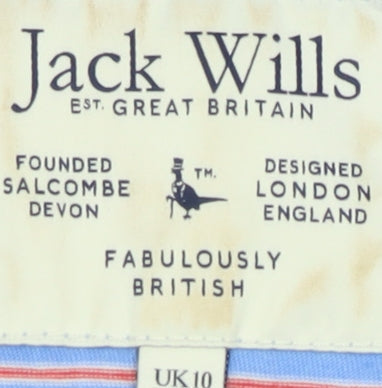 Jack Wills
EST. GREAT BRITAIN
FOUNDED
SALCOMBE
DEVON
TM.
DESIGNED
LONDON
ENGLAND
FABULOUSLY
BRITISH
UK 10